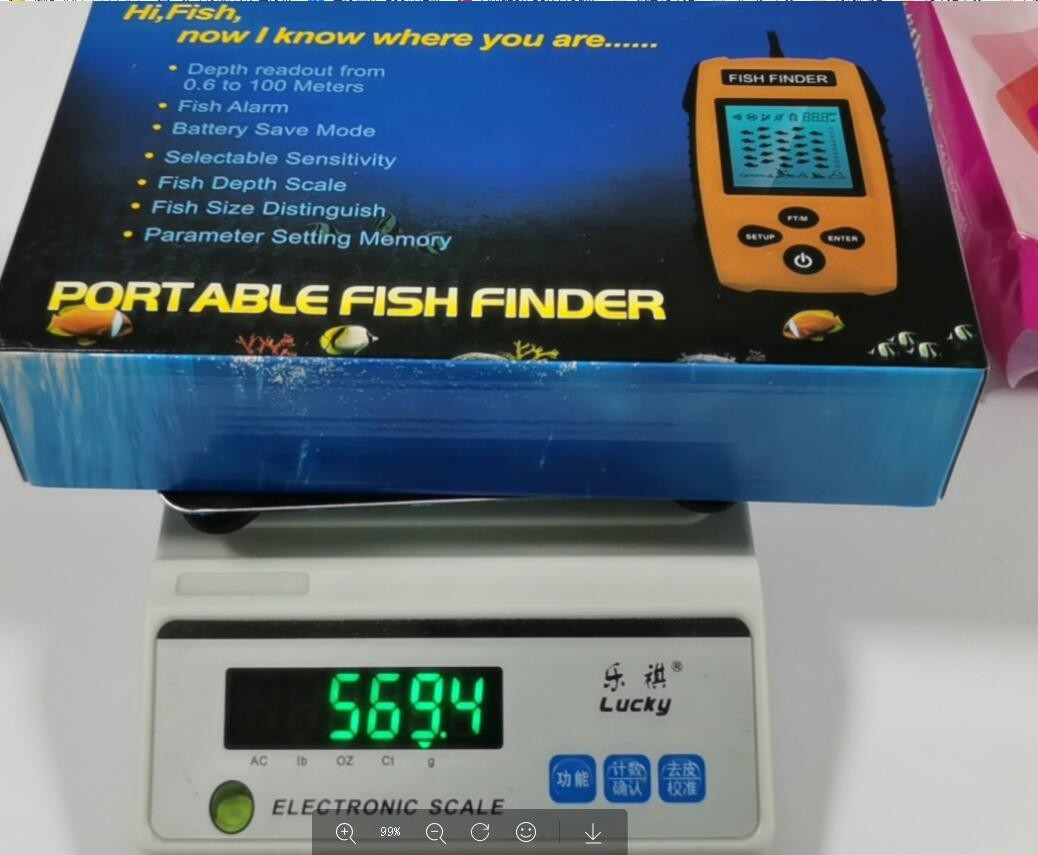 Hi,Fish,
now I know where you are......
• Depth readout from
0.6 to 100 Meters
• Fish Alarm
• Battery Save Mode
• Selectable Sensitivity
• Fish Depth Scale
• Fish Size Distinguish
• Parameter Setting Memory
PORTABLE FISH FINDER
FISH FINDER
FT/M
SETUP
ENTER
569.4
AC lb OZ Ct g
乐祺®
Lucky
功能
计数
确认
去皮
校准
ELECTRONIC SCALE
99%